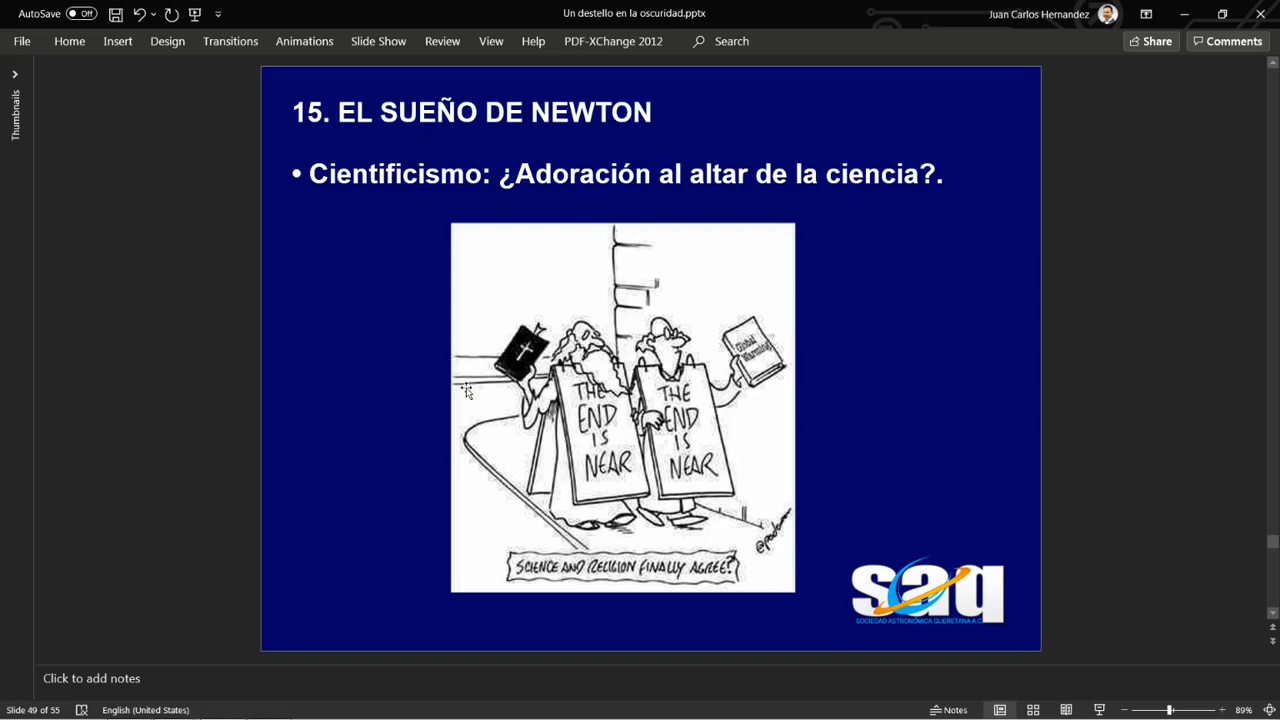 AutoSave Off
Un destello en la oscuridad.pptx
Juan Carlos Hernandez
File Home Insert Design Transitions Animations Slide Show Review View Help PDF-XChange 2012 Search Share Comments
Thumbnails
15. EL SUEÑO DE NEWTON
• Cientificismo: ¿Adoración al altar de la ciencia?.
Global
Warming
THE
END
IS
NEAR
THE
END
IS
NEAR
SCIENCE AND RELIGION FINALLY AGREE?
saq
SOCIEDAD ASTRONÓMICA QUERETANA A.C.
Click to add notes
Slide 49 of 55
English (United States)
Notes
89%